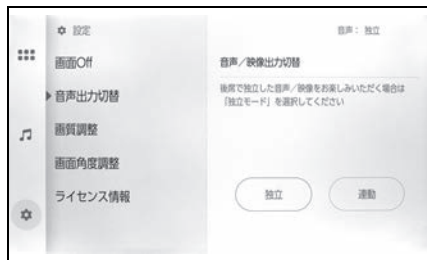 設定
音声： 独立
画面Off
音声出力切替
画質調整
画面角度調整
ライセンス情報
音声／映像出力切替
後席で独立した音声／映像をお楽しみいただく場合は
「独立モード」を選択してください
独立
連動